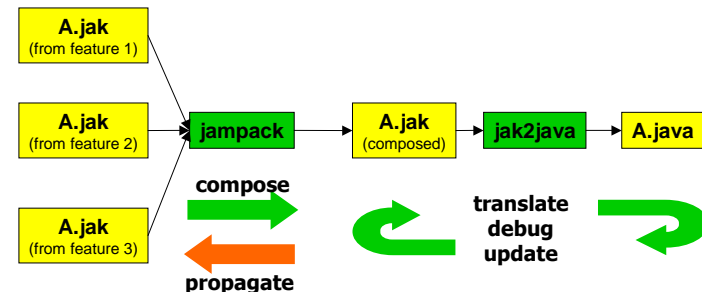 A.jak
(from feature 1)
A.jak
(from feature 2)
A.jak
(from feature 3)
jampack
A.jak
(composed)
jak2java
A.java
compose
propagate
translate
debug
update